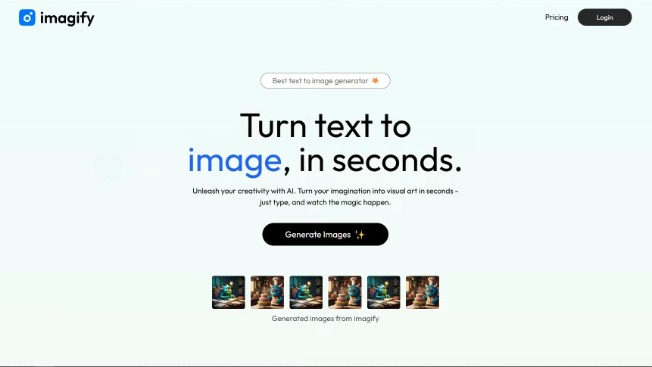 imagify
Pricing
Login
Best text to image generator
Turn text to
image, in seconds.
Unleash your creativity with AI. Turn your imagination into visual art in seconds -
just type, and watch the magic happen.
Generate Images
Generated images from imagify